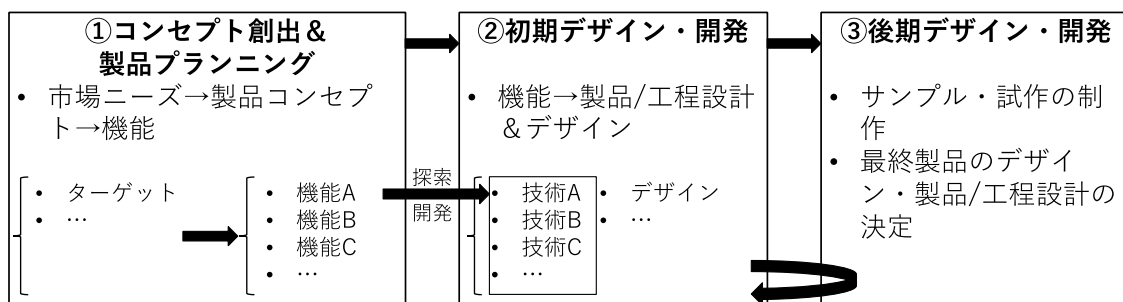 ①コンセプト創出＆
製品プランニング
• 市場ニーズ→製品コンセプ
ト→機能
• ターゲット
• …
• 機能A
• 機能B
• 機能C
• …
探索
開発
②初期デザイン・開発
• 機能→製品/工程設計
＆デザイン
• 技術A
• 技術B
• 技術C
• …
• デザイン
• …
③後期デザイン・開発
• サンプル・試作の制
作
• 最終製品のデザイ
ン・製品/工程設計の
決定